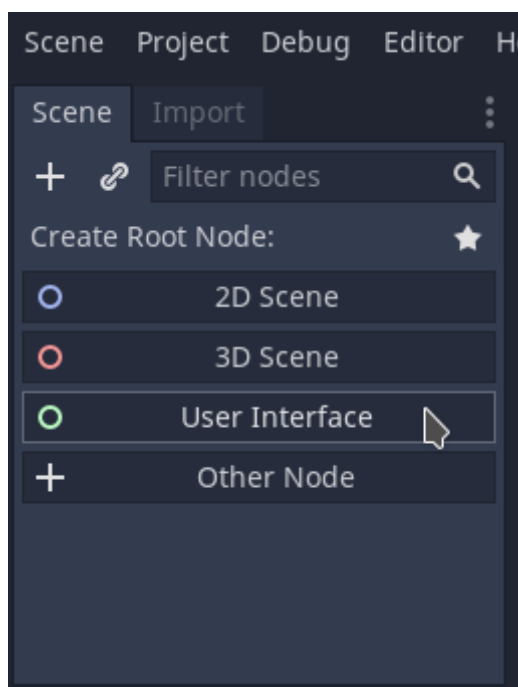 Scene Project Debug Editor
Scene Import
Filter nodes
Create Root Node:
2D Scene
3D Scene
User Interface
Other Node